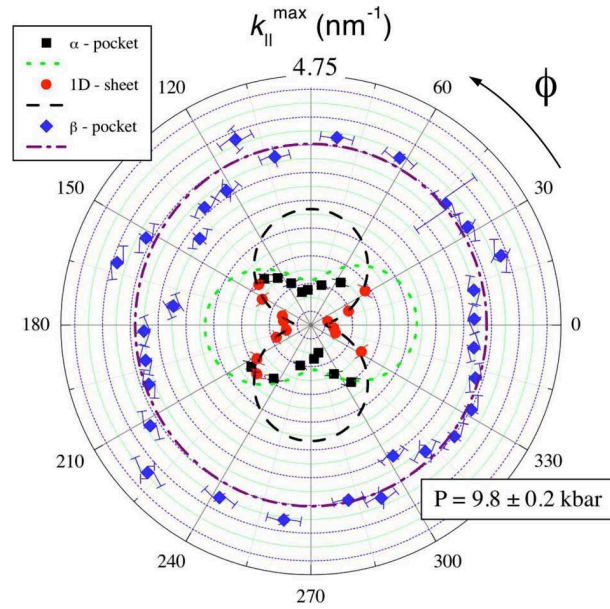 k||max (nm-1)
4.75
α - pocket
1D - sheet
β - pocket
ϕ
120
60
150
30
180
0
210
330
P = 9.8 ± 0.2 kbar
240
300
270